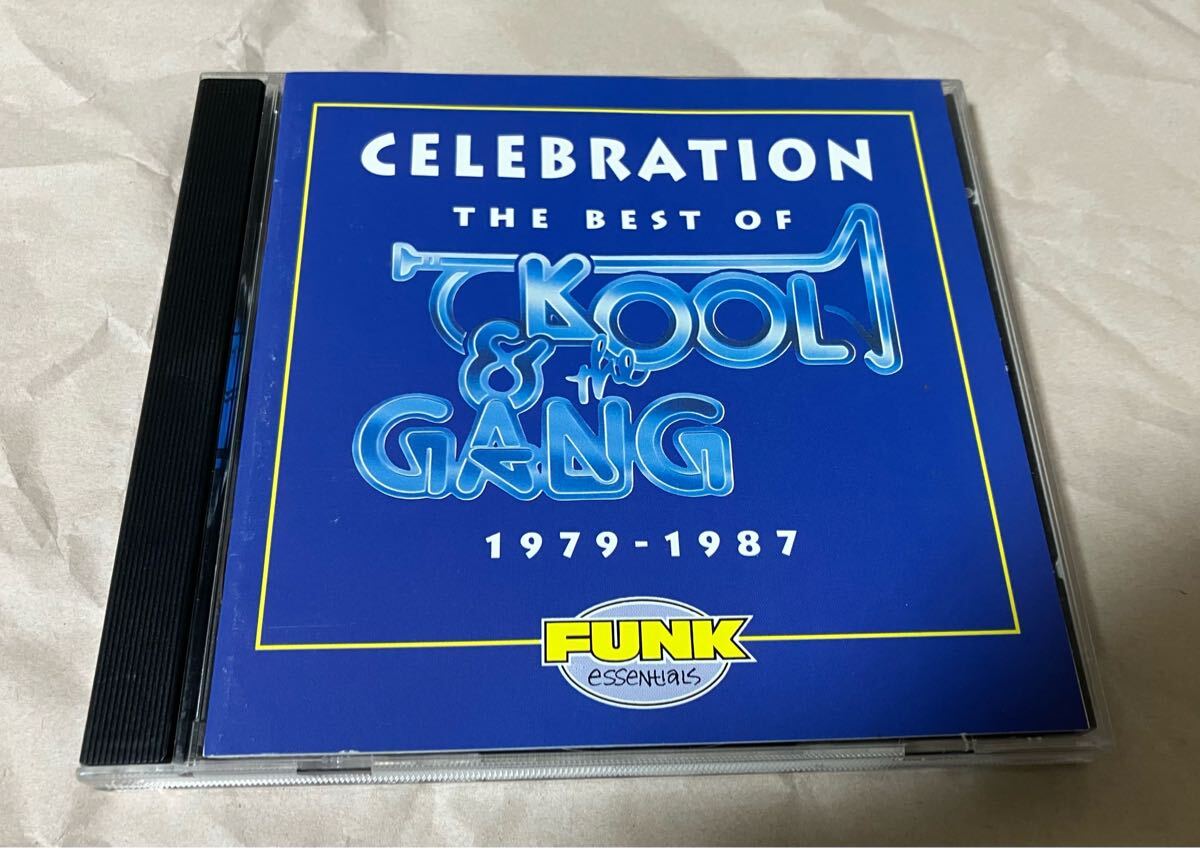 CELEBRATION
THE BEST OF
KOOL
& the
GANG
1979-1987
FUNK
essentials